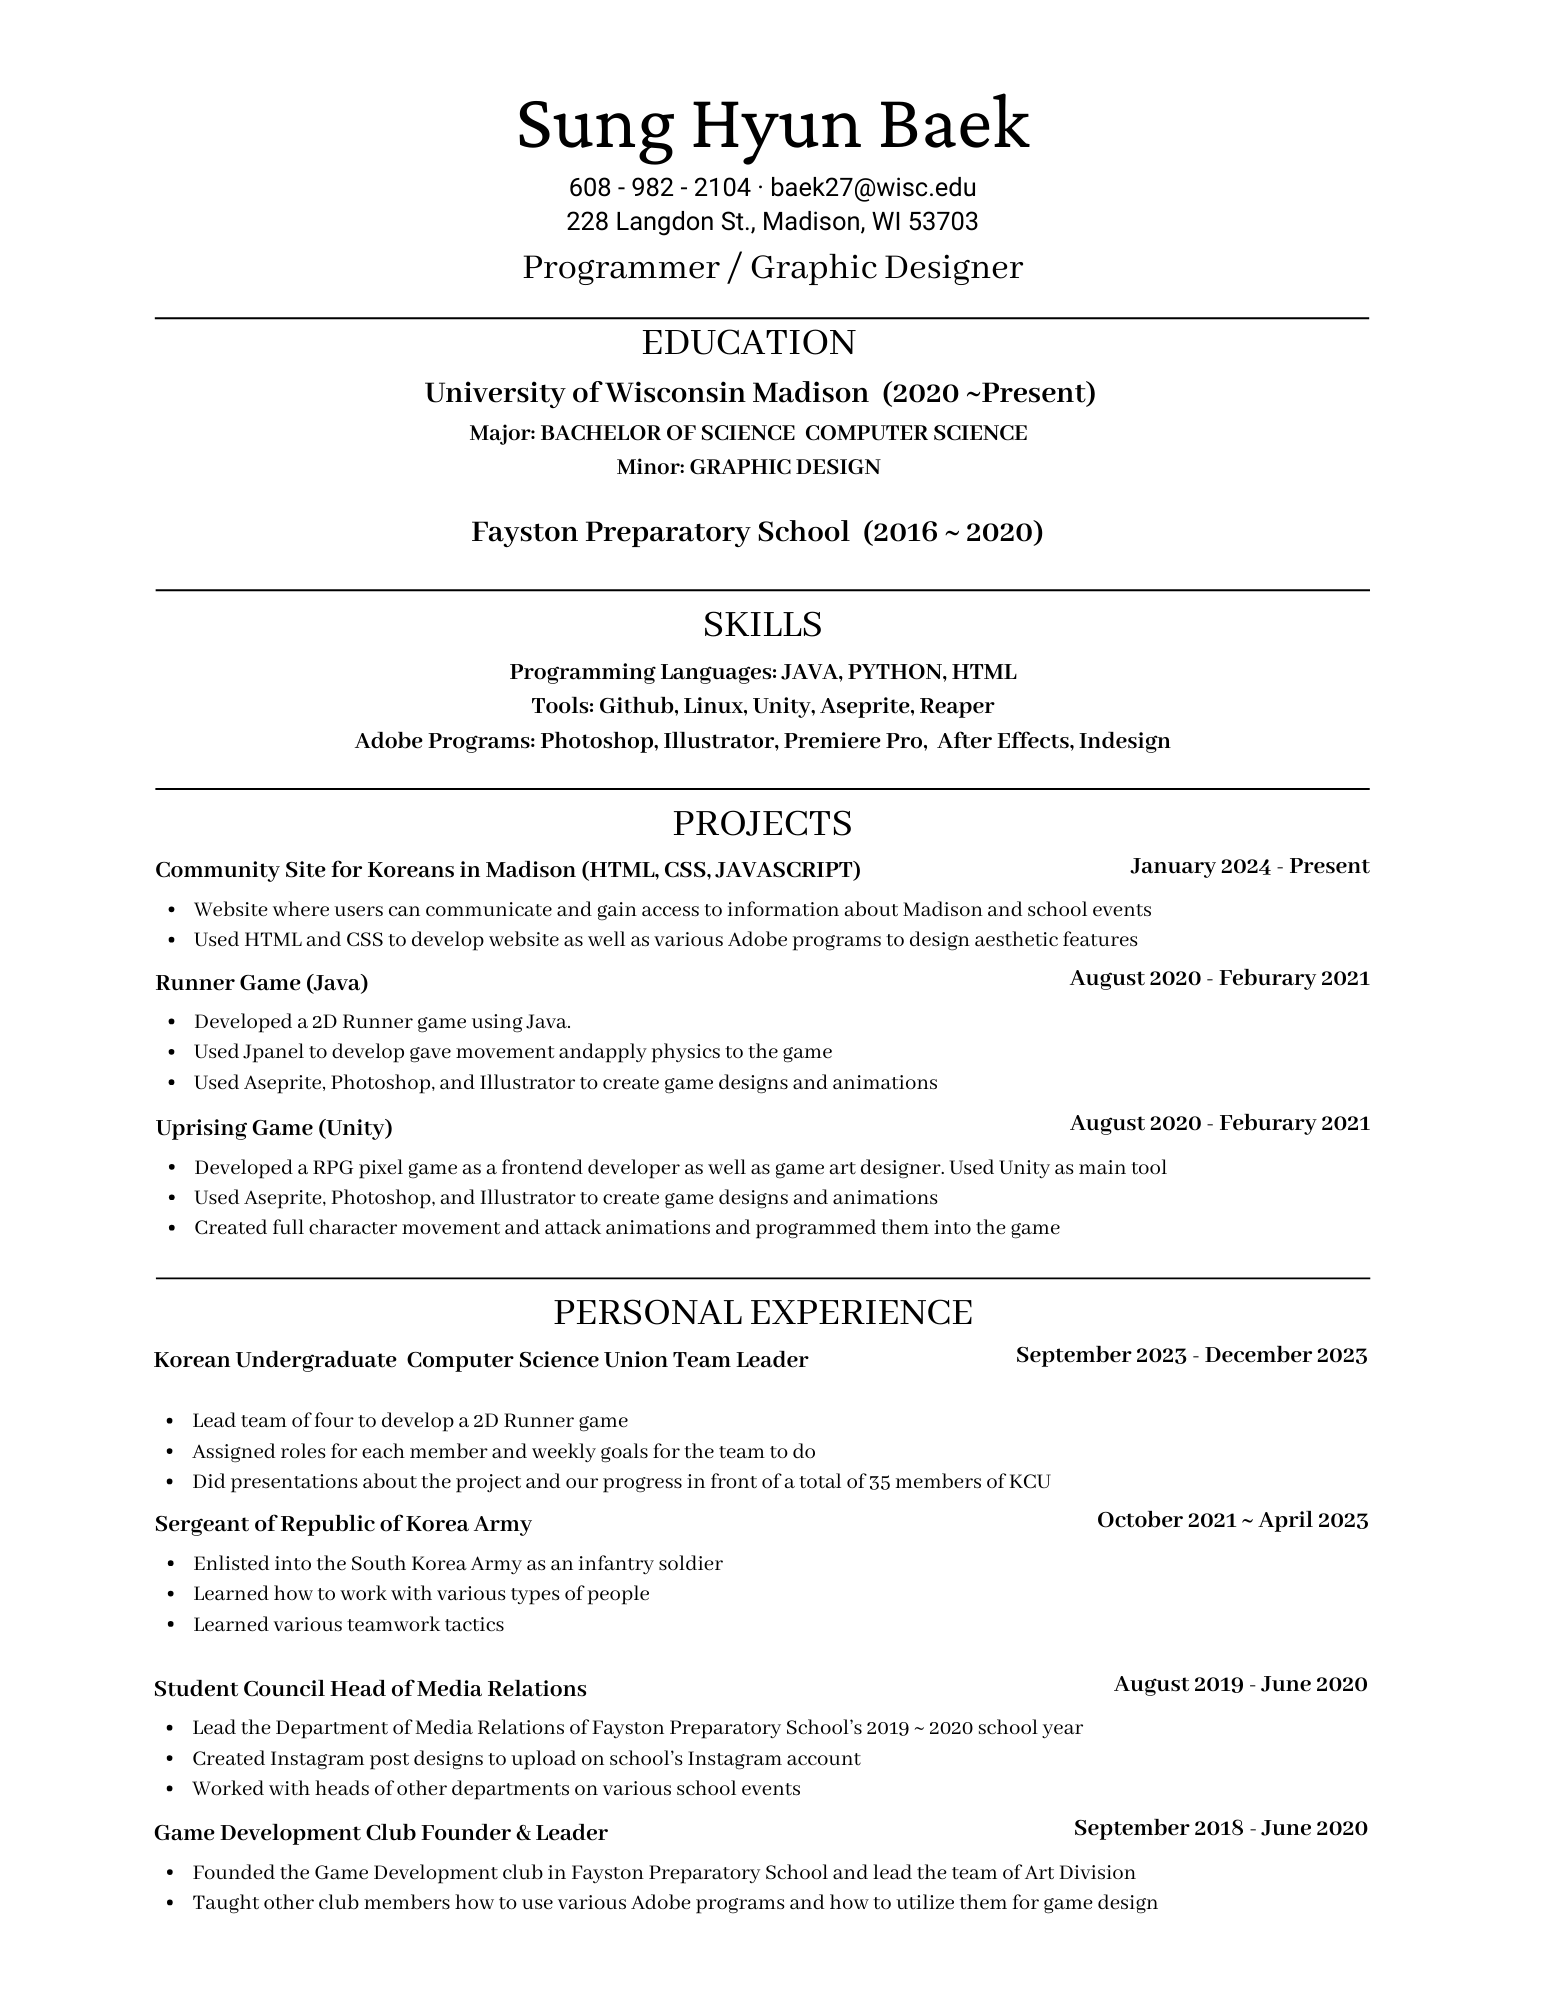 Sung Hyun Baek
608 - 982 - 2104 · baek27@wisc.edu
228 Langdon St., Madison, WI 53703
Programmer / Graphic Designer
EDUCATION
University of Wisconsin Madison (2020 ~Present)
Major: BACHELOR OF SCIENCE COMPUTER SCIENCE
Minor: GRAPHIC DESIGN
Fayston Preparatory School (2016 ~ 2020)
SKILLS
Programming Languages: JAVA, PYTHON, HTML
Tools: Github, Linux, Unity, Aseprite, Reaper
Adobe Programs: Photoshop, Illustrator, Premiere Pro, After Effects, Indesign
PROJECTS
Community Site for Koreans in Madison (HTML, CSS, JAVASCRIPT) January 2024 - Present
• Website where users can communicate and gain access to information about Madison and school events
• Used HTML and CSS to develop website as well as various Adobe programs to design aesthetic features
Runner Game (Java) August 2020 - Feburary 2021
• Developed a 2D Runner game using Java.
• Used Jpanel to develop gave movement andapply physics to the game
• Used Aseprite, Photoshop, and Illustrator to create game designs and animations
Uprising Game (Unity) August 2020 - Feburary 2021
• Developed a RPG pixel game as a frontend developer as well as game art designer. Used Unity as main tool
• Used Aseprite, Photoshop, and Illustrator to create game designs and animations
• Created full character movement and attack animations and programmed them into the game
PERSONAL EXPERIENCE
Korean Undergraduate Computer Science Union Team Leader September 2023 - December 2023
• Lead team of four to develop a 2D Runner game
• Assigned roles for each member and weekly goals for the team to do
• Did presentations about the project and our progress in front of a total of 35 members of KCU
Sergeant of Republic of Korea Army October 2021 ~ April 2023
• Enlisted into the South Korea Army as an infantry soldier
• Learned how to work with various types of people
• Learned various teamwork tactics
Student Council Head of Media Relations August 2019 - June 2020
• Lead the Department of Media Relations of Fayston Preparatory School's 2019 ~ 2020 school year
• Created Instagram post designs to upload on school's Instagram account
• Worked with heads of other departments on various school events
Game Development Club Founder & Leader September 2018 - June 2020
• Founded the Game Development club in Fayston Preparatory School and lead the team of Art Division
• Taught other club members how to use various Adobe programs and how to utilize them for game design